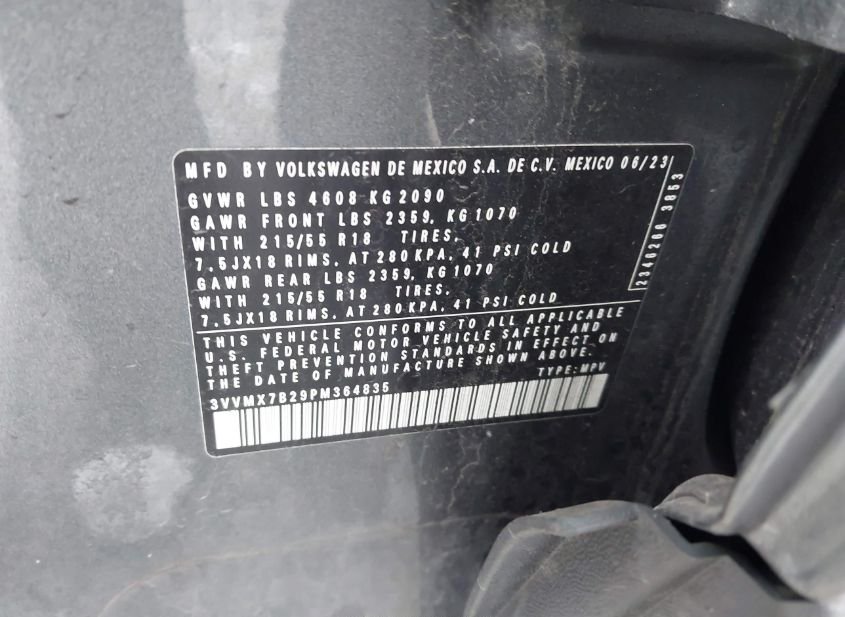 MFD BY VOLKSWAGEN DE MEXICO S.A. DE C.V. MEXICO 06/23
GVWR LBS 4608 KG 2090
GAWR FRONT LBS 2359, KG 1070
WITH 215/55 R18 TIRES,
7.5JX18 RIMS, AT 280 KPA, 41 PSI COLD
GAWR REAR LBS 2359, KG 1070
WITH 215/55 R18 TIRES,
7.5JX18 RIMS, AT 280 KPA, 41 PSI COLD
2346206 3853
THIS VEHICLE CONFORMS TO ALL APPLICABLE
U.S. FEDERAL MOTOR VEHICLE SAFETY AND
THEFT PREVENTION STANDARDS IN EFFECT ON
THE DATE OF MANUFACTURE SHOWN ABOVE.
TYPE: MPV
3VVMX7B29PM364835